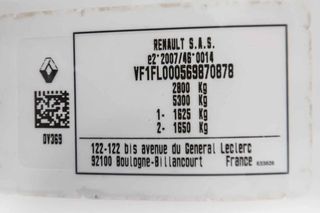 RENAULT S.A.S.
e2*2007/46*0014
VF1FL000569870878
2800 Kg
5300 Kg
1- 1625 Kg
2- 1650 Kg
DY369
122-122 bis avenue du General Leclerc
92100 Boulogne-Billancourt France